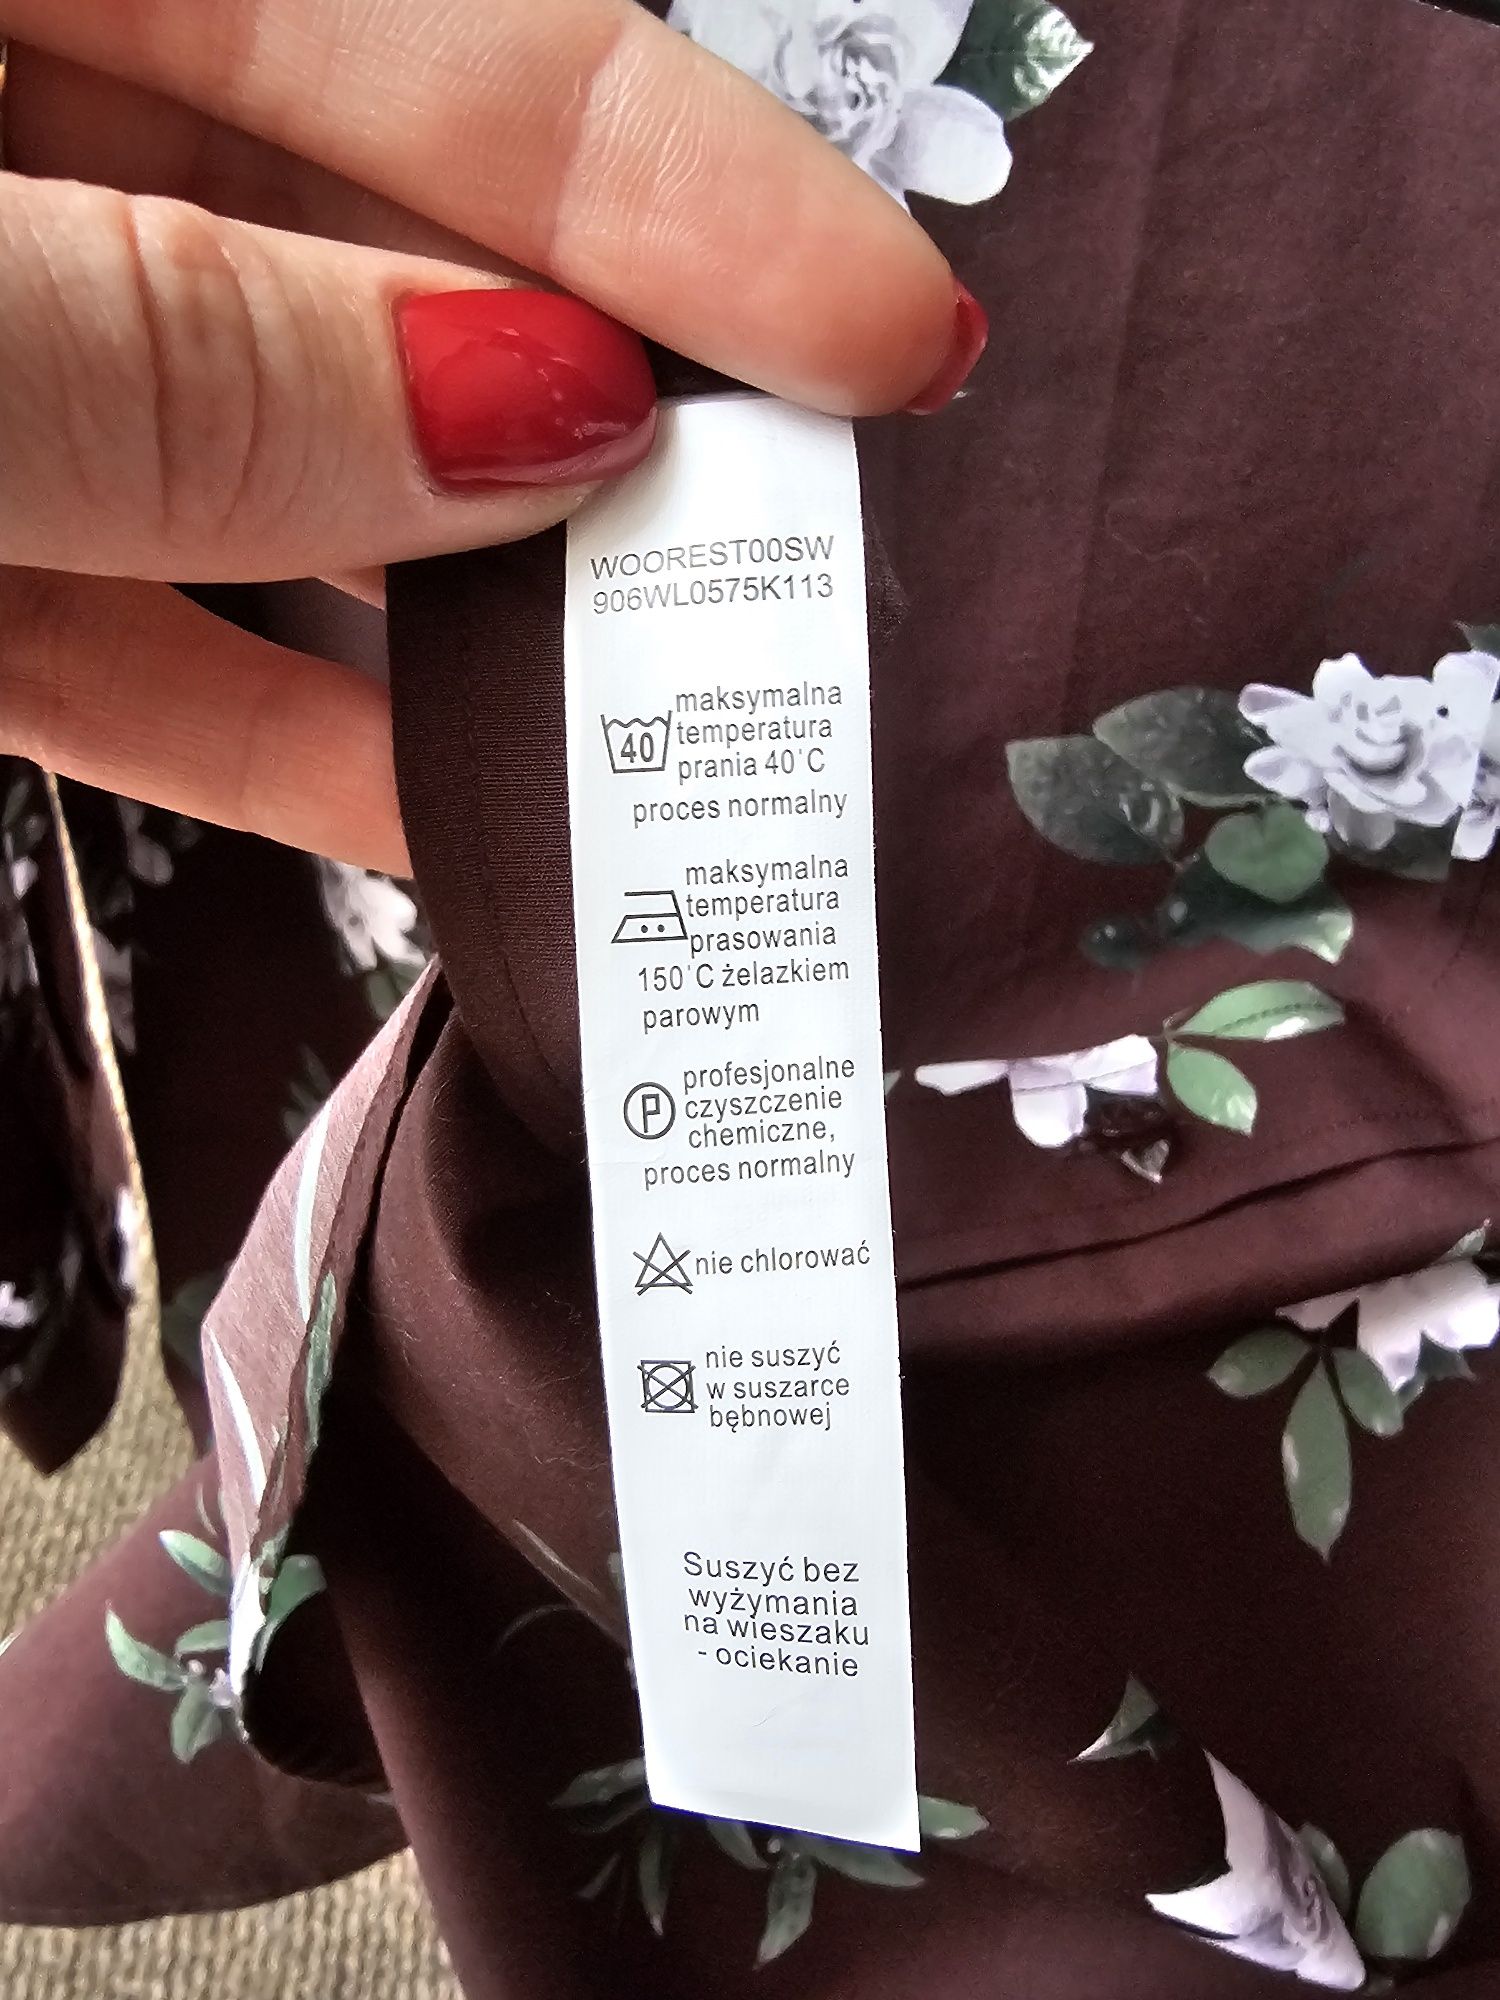 WOOREST00SW
906WL0575K113
maksymalna
temperatura
40
prania 40°C
proces normalny
maksymalna
temperatura
prasowania
150°C żelazkiem
parowym
profesjonalne
P
czyszczenie
chemiczne,
proces normalny
nie chlorować
nie suszyć
w suszarce
bębnowej
Suszyć bez
wyżymania
na wieszaku
- ociekanie